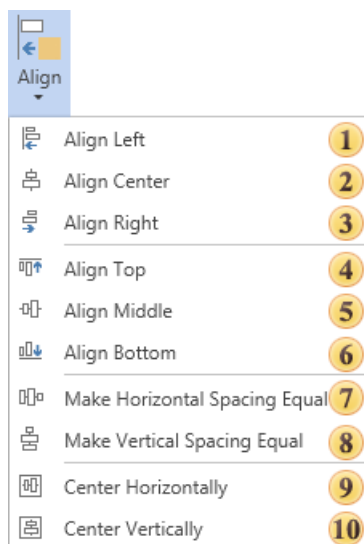 Align
Align Left 1
Align Center 2
Align Right 3
Align Top 4
Align Middle 5
Align Bottom 6
Make Horizontal Spacing Equal 7
Make Vertical Spacing Equal 8
Center Horizontally 9
Center Vertically 10